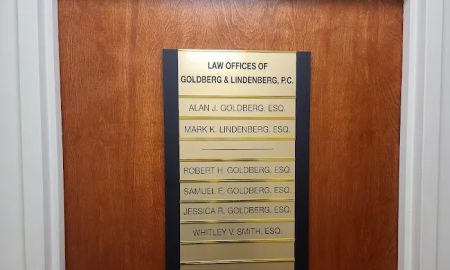 LAW OFFICES OF
GOLDBERG & LINDENBERG, P.C.
ALAN J. GOLDBERG, ESQ.
MARK K. LINDENBERG, ESQ.
ROBERT H. GOLDBERG, ESQ.
SAMUEL E. GOLDBERG, ESQ.
JESSICA R. GOLDBERG, ESQ.
WHITLEY V. SMITH, ESQ.